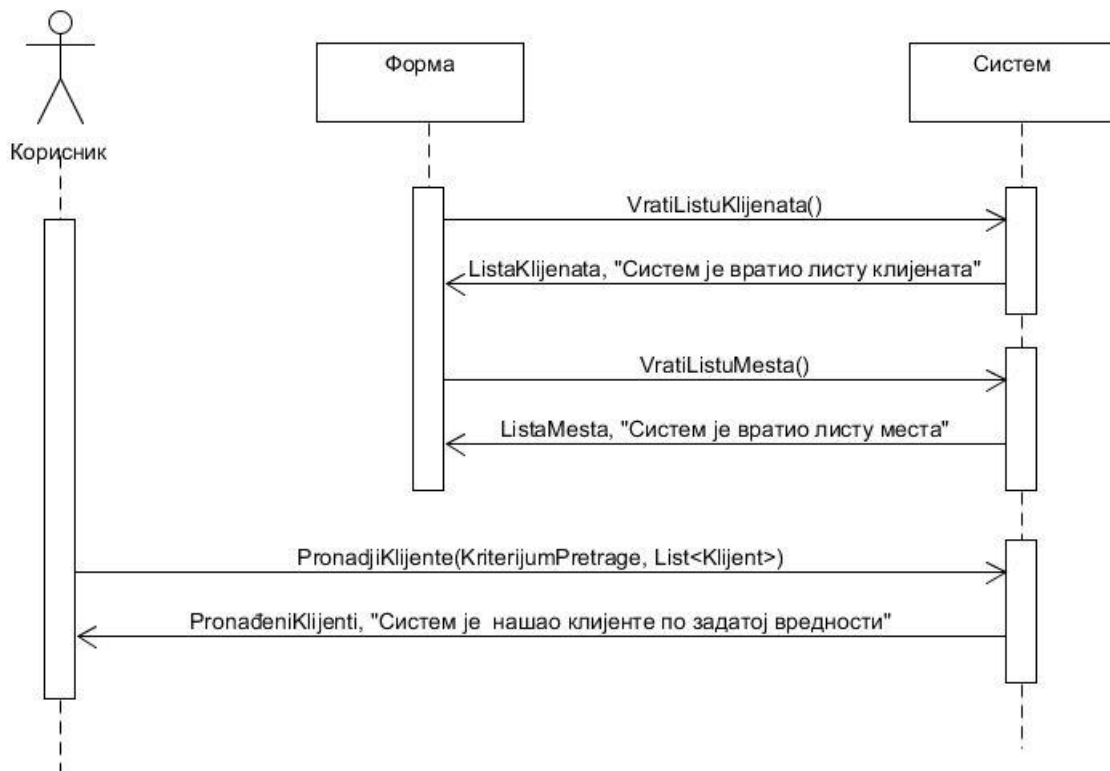 Форма
Систем
Корисник
VratiListuKlijenata()
ListaKlijenata, "Систем је вратио листу клијената"
VratiListuMesta()
ListaMesta, "Систем је вратио листу места"
PronadjiKlijente(KriterijumPretrage, List<Klijent>)
PronađeniKlijenti, "Систем је  нашао клијенте по задатој вредности"